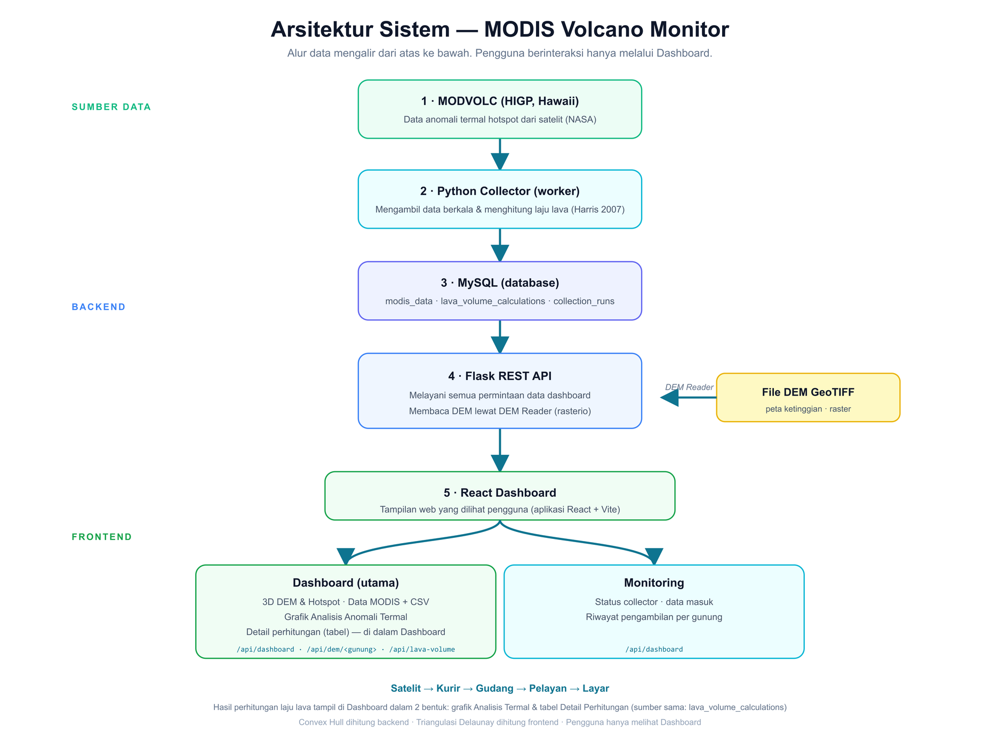 Arsitektur Sistem — MODIS Volcano Monitor
Alur data mengalir dari atas ke bawah. Pengguna berinteraksi hanya melalui Dashboard.
SUMBER DATA
1 · MODVOLC (HIGP, Hawaii)
Data anomali termal hotspot dari satelit (NASA)
2 · Python Collector (worker)
Mengambil data berkala & menghitung laju lava (Harris 2007)
BACKEND
3 · MySQL (database)
modis_data · lava_volume_calculations · collection_runs
4 · Flask REST API
Melayani semua permintaan data dashboard
Membaca DEM lewat DEM Reader (rasterio)
DEM Reader
File DEM GeoTIFF
peta ketinggian · raster
5 · React Dashboard
Tampilan web yang dilihat pengguna (aplikasi React + Vite)
FRONTEND
Dashboard (utama)
3D DEM & Hotspot · Data MODIS + CSV
Grafik Analisis Anomali Termal
Detail perhitungan (tabel) — di dalam Dashboard
/api/dashboard · /api/dem/<gunung> · /api/lava-volume
Monitoring
Status collector · data masuk
Riwayat pengambilan per gunung
/api/dashboard
Satelit → Kurir → Gudang → Pelayan → Layar
Hasil perhitungan laju lava tampil di Dashboard dalam 2 bentuk: grafik Analisis Termal & tabel Detail Perhitungan (sumber sama: lava_volume_calculations)
Convex Hull dihitung backend · Triangulasi Delaunay dihitung frontend · Pengguna hanya melihat Dashboard